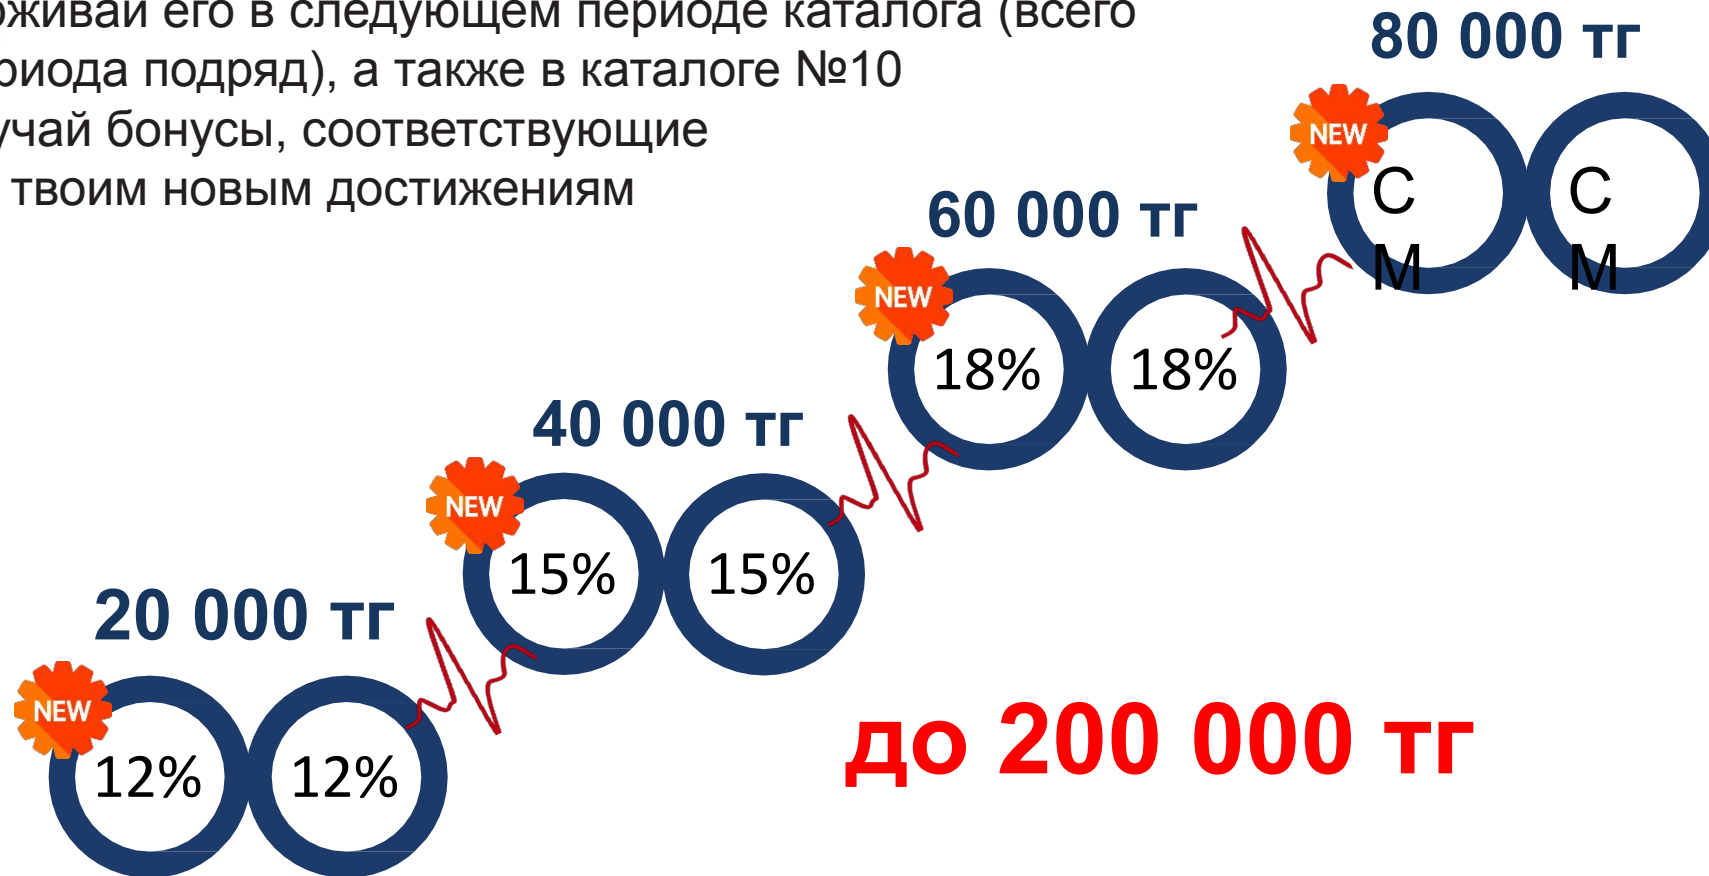 живай его в следующем периоде каталога (всего
риода подряд), а также в каталоге №10
учай бонусы, соответствующие
твоим новым достижениям
80 000 тг
NEW
С С
М М
60 000 тг
NEW
18% 18%
40 000 тг
NEW
15% 15%
20 000 тг
NEW
12% 12%
до 200 000 тг